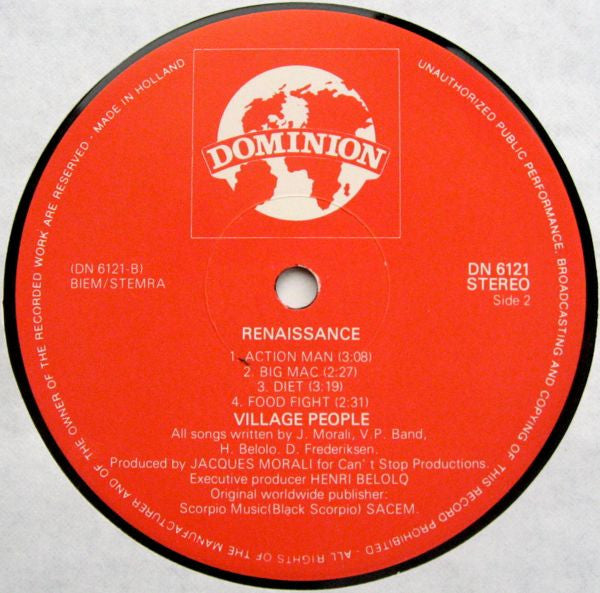 ALL RIGHTS OF THE MANUFACTURER AND OF THE OWNER OF THE RECORDED WORK ARE RESERVED - MADE IN HOLLAND
UNAUTHORIZED PUBLIC PERFORMANCE, BROADCASTING AND COPYING OF THIS RECORD PROHIBITED -
DOMINION
(DN 6121-B)
BIEM/STEMRA
DN 6121
STEREO
Side 2
RENAISSANCE
1. ACTION MAN (3:08)
2. BIG MAC (2:27)
3. DIET (3:19)
4. FOOD FIGHT (2:31)
VILLAGE PEOPLE
All songs written by J. Morali, V.P. Band,
H. Belolo. D. Frederiksen.
Produced by JACQUES MORALI for Can' t Stop Productions.
Executive producer HENRI BELOLQ
Original worldwide publisher:
Scorpio Music(Black Scorpio) SACEM.